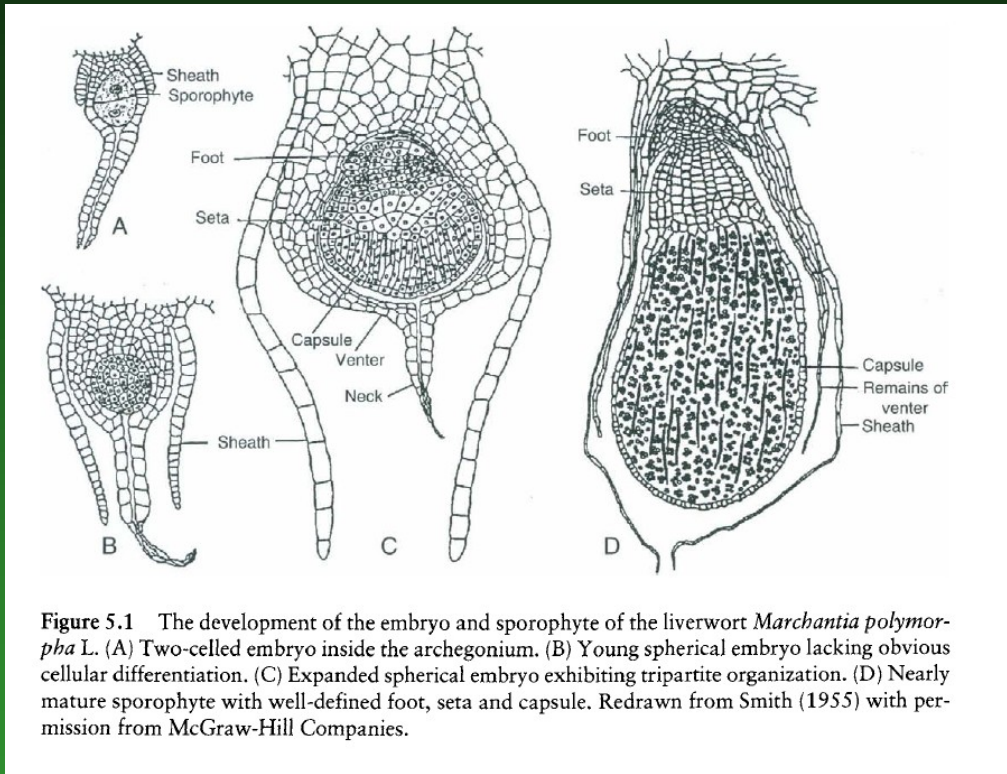 Sheath
Sporophyte
A
Foot
Seta
Capsule
Venter
Neck
Sheath
B
C
Foot
Seta
Capsule
Remains of
venter
Sheath
D
Figure 5.1 The development of the embryo and sporophyte of the liverwort Marchantia polymor-
pha L. (A) Two-celled embryo inside the archegonium. (B) Young spherical embryo lacking obvious
cellular differentiation. (C) Expanded spherical embryo exhibiting tripartite organization. (D) Nearly
mature sporophyte with well-defined foot, seta and capsule. Redrawn from Smith (1955) with per-
mission from McGraw-Hill Companies.